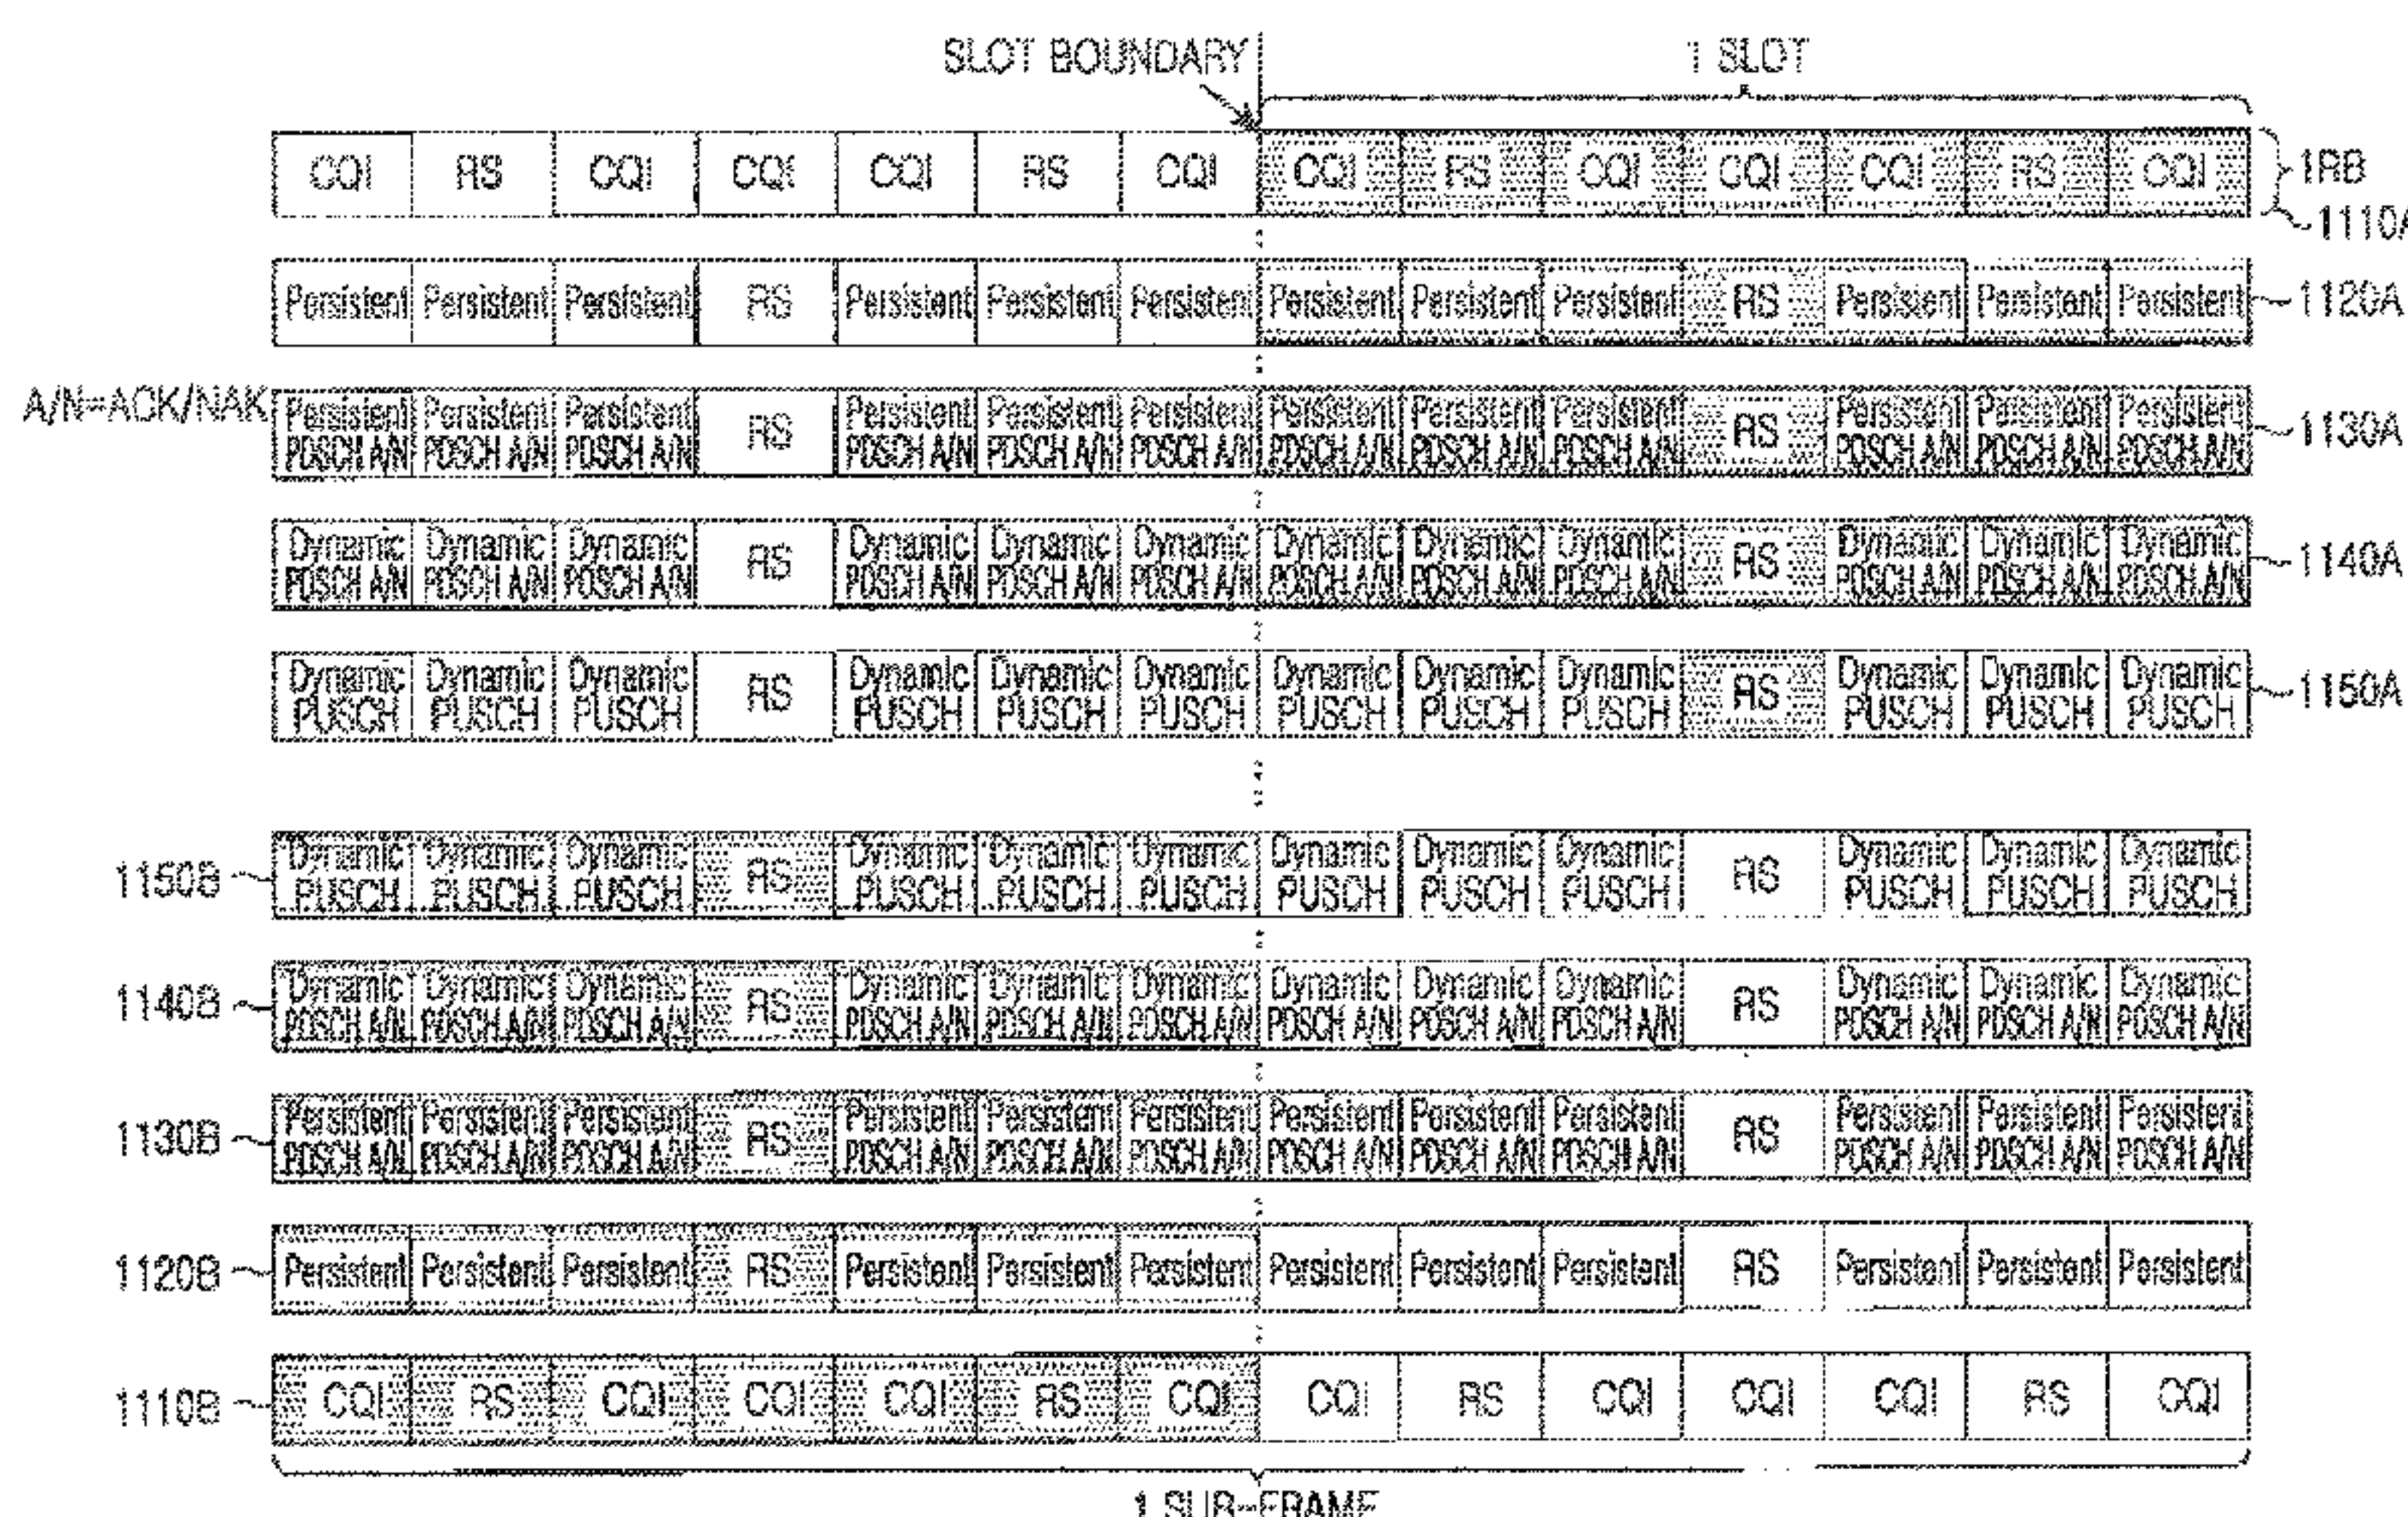 SLOT BOUNDARY 1 SLOT
CQI RS CQI CQI CQI RS CQI CQI RS CQI CQI CQI RS CQI 1RB
1110A
Persistent Persistent Persistent RS Persistent Persistent Persistent Persistent Persistent Persistent RS Persistent Persistent Persistent 1120A
A/N=ACK/NAK Persistent Persistent Persistent RS Persistent Persistent Persistent Persistent Persistent Persistent RS Persistent Persistent Persistent 1130A
PDSCH A/N PDSCH A/N PDSCH A/N PDSCH A/N PDSCH A/N PDSCH A/N PDSCH A/N PDSCH A/N PDSCH A/N PDSCH A/N PDSCH A/N PDSCH A/N
Dynamic Dynamic Dynamic RS Dynamic Dynamic Dynamic Dynamic Dynamic Dynamic RS Dynamic Dynamic Dynamic 1140A
PDSCH A/N PDSCH A/N PDSCH A/N PDSCH A/N PDSCH A/N PDSCH A/N PDSCH A/N PDSCH A/N PDSCH A/N PDSCH A/N PDSCH A/N PDSCH A/N
Dynamic Dynamic Dynamic RS Dynamic Dynamic Dynamic Dynamic Dynamic Dynamic RS Dynamic Dynamic Dynamic 1150A
PUSCH PUSCH PUSCH PUSCH PUSCH PUSCH PUSCH PUSCH PUSCH PUSCH PUSCH PUSCH
1150B Dynamic Dynamic Dynamic RS Dynamic Dynamic Dynamic Dynamic Dynamic Dynamic RS Dynamic Dynamic Dynamic
PUSCH PUSCH PUSCH PUSCH PUSCH PUSCH PUSCH PUSCH PUSCH PUSCH PUSCH PUSCH
1140B Dynamic Dynamic Dynamic RS Dynamic Dynamic Dynamic Dynamic Dynamic Dynamic RS Dynamic Dynamic Dynamic
PDSCH A/N PDSCH A/N PDSCH A/N PDSCH A/N PDSCH A/N PDSCH A/N PDSCH A/N PDSCH A/N PDSCH A/N PDSCH A/N PDSCH A/N PDSCH A/N
1130B Persistent Persistent Persistent RS Persistent Persistent Persistent Persistent Persistent Persistent RS Persistent Persistent Persistent
PDSCH A/N PDSCH A/N PDSCH A/N PDSCH A/N PDSCH A/N PDSCH A/N PDSCH A/N PDSCH A/N PDSCH A/N PDSCH A/N PDSCH A/N PDSCH A/N
1120B Persistent Persistent Persistent RS Persistent Persistent Persistent Persistent Persistent Persistent RS Persistent Persistent Persistent
1110B CQI RS CQI CQI CQI RS CQI CQI RS CQI CQI CQI RS CQI
1 SUB-FRAME